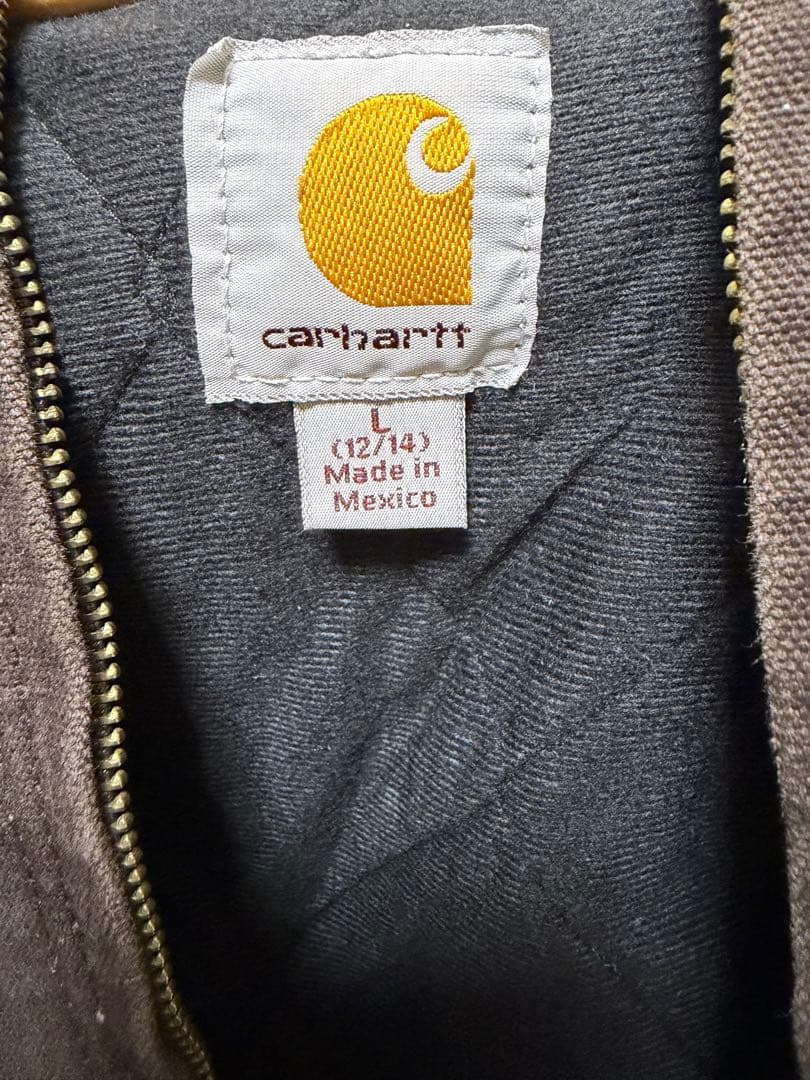 carhartt
L
(12/14)
Made in
Mexico